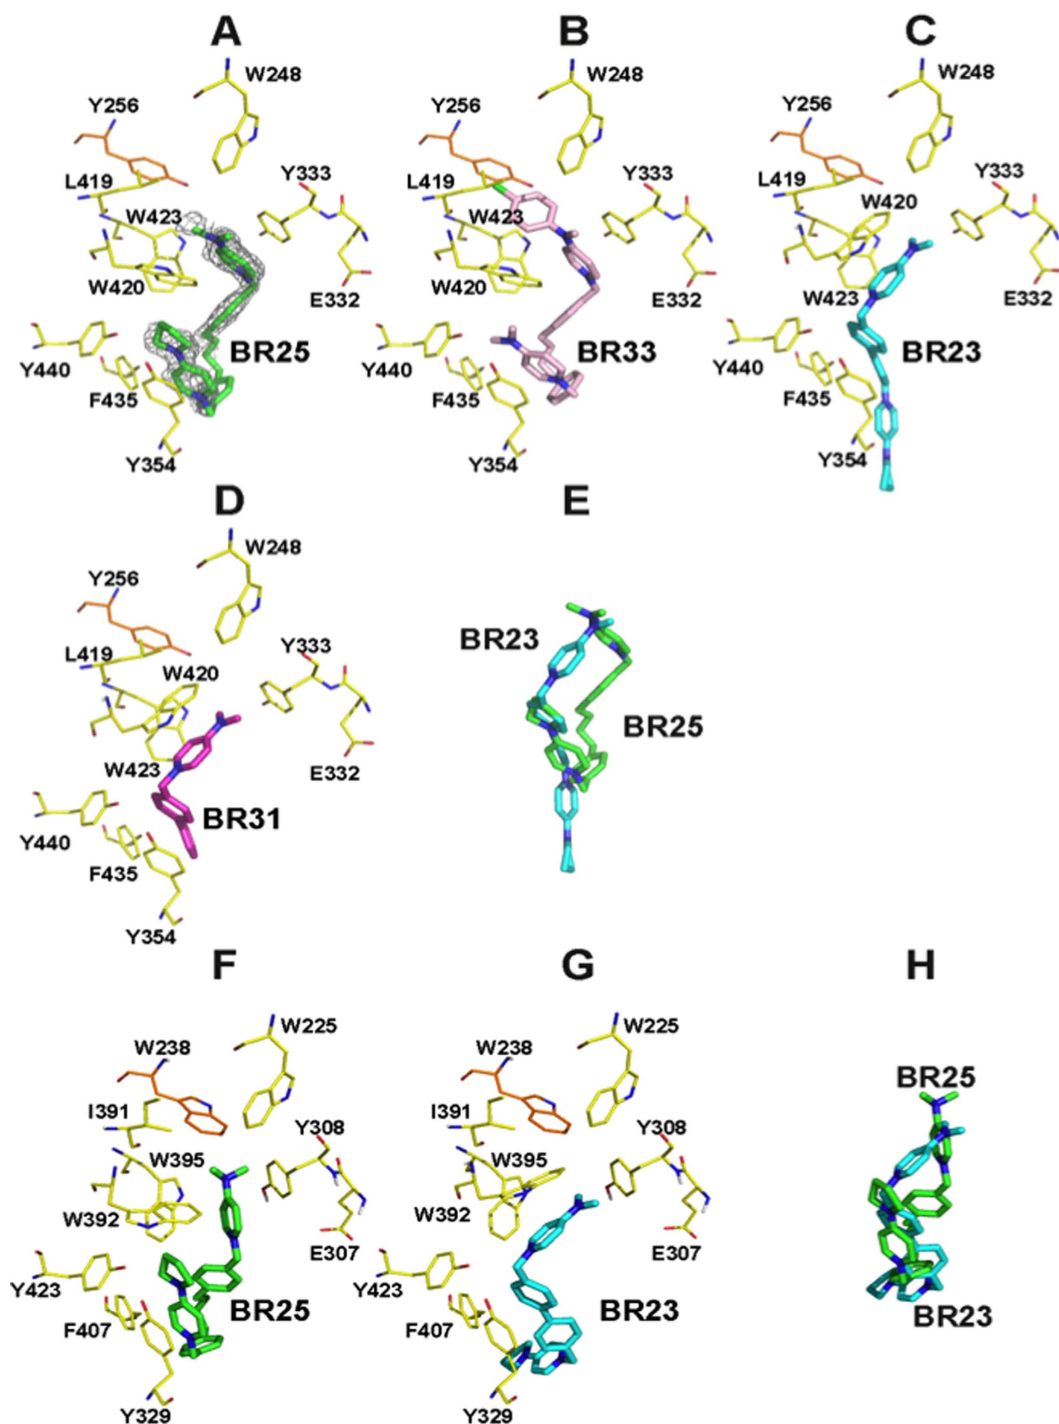 A
W248
Y256
L419
W423
Y333
W420
E332
BR25
Y440
F435
Y354
B
W248
Y256
L419
W423
Y333
W420
E332
BR33
Y440
F435
Y354
C
W248
Y256
L419
W420
Y333
W423
E332
BR23
Y440
F435
Y354
D
W248
Y256
L419
W420
Y333
W423
E332
BR31
Y440
F435
Y354
E
BR23
BR25
F
W225
W238
I391
Y308
W395
W392
E307
Y423
BR25
F407
Y329
G
W225
W238
I391
Y308
W395
W392
E307
Y423
BR23
F407
Y329
H
BR25
BR23